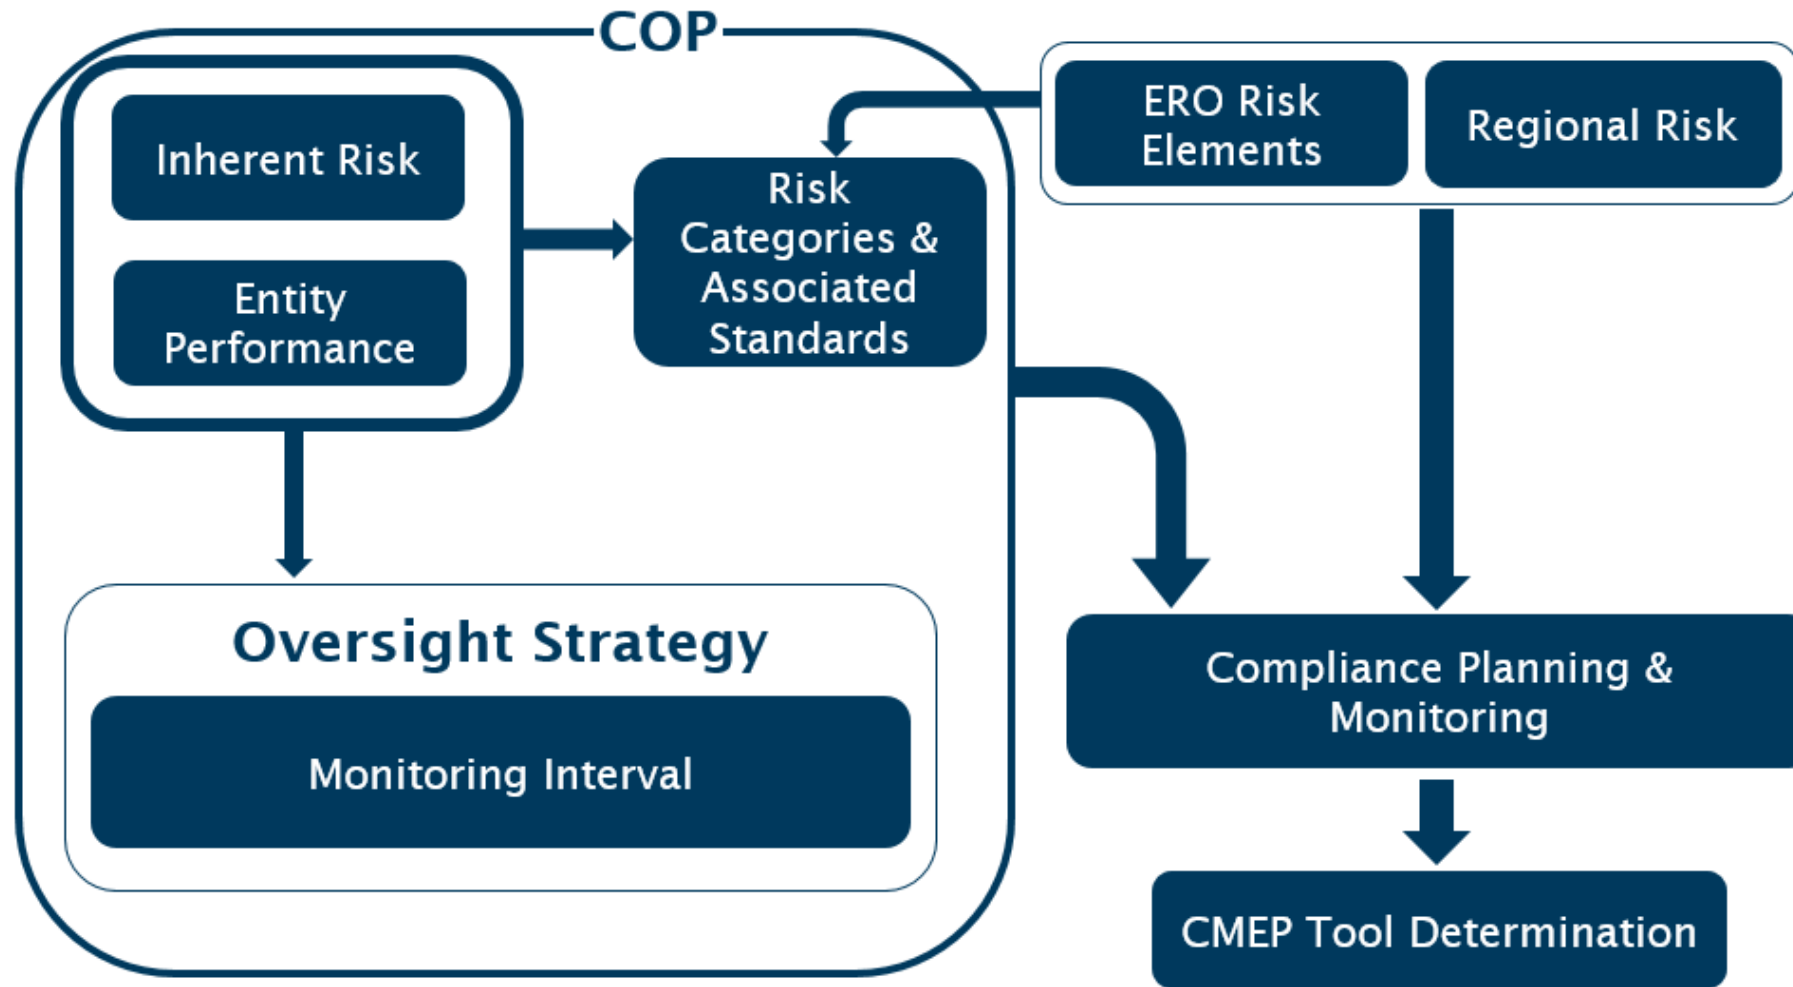 COP
Inherent Risk
Entity
Performance
Risk
Categories &
Associated
Standards
ERO Risk
Elements
Regional Risk
Oversight Strategy
Monitoring Interval
Compliance Planning &
Monitoring
CMEP Tool Determination